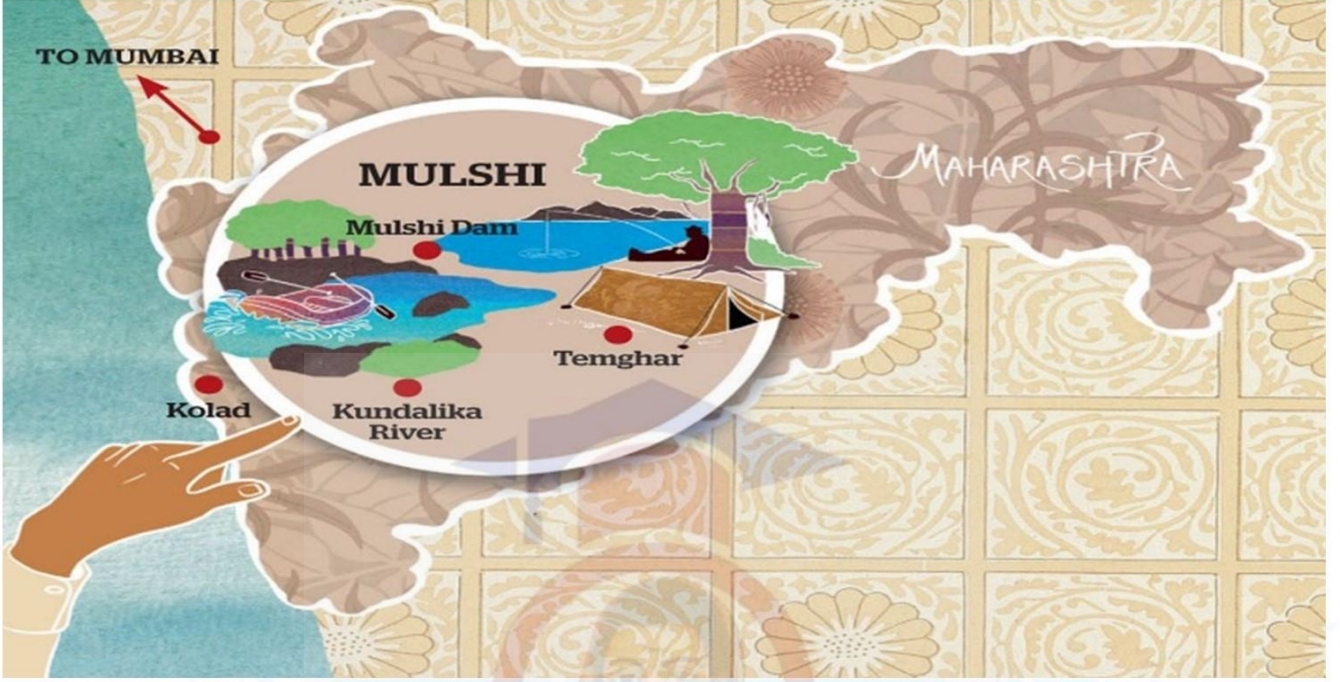 TO MUMBAI
MAHARASHTRA
MULSHI
Mulshi Dam
Temghar
Kolad
Kundalika
River